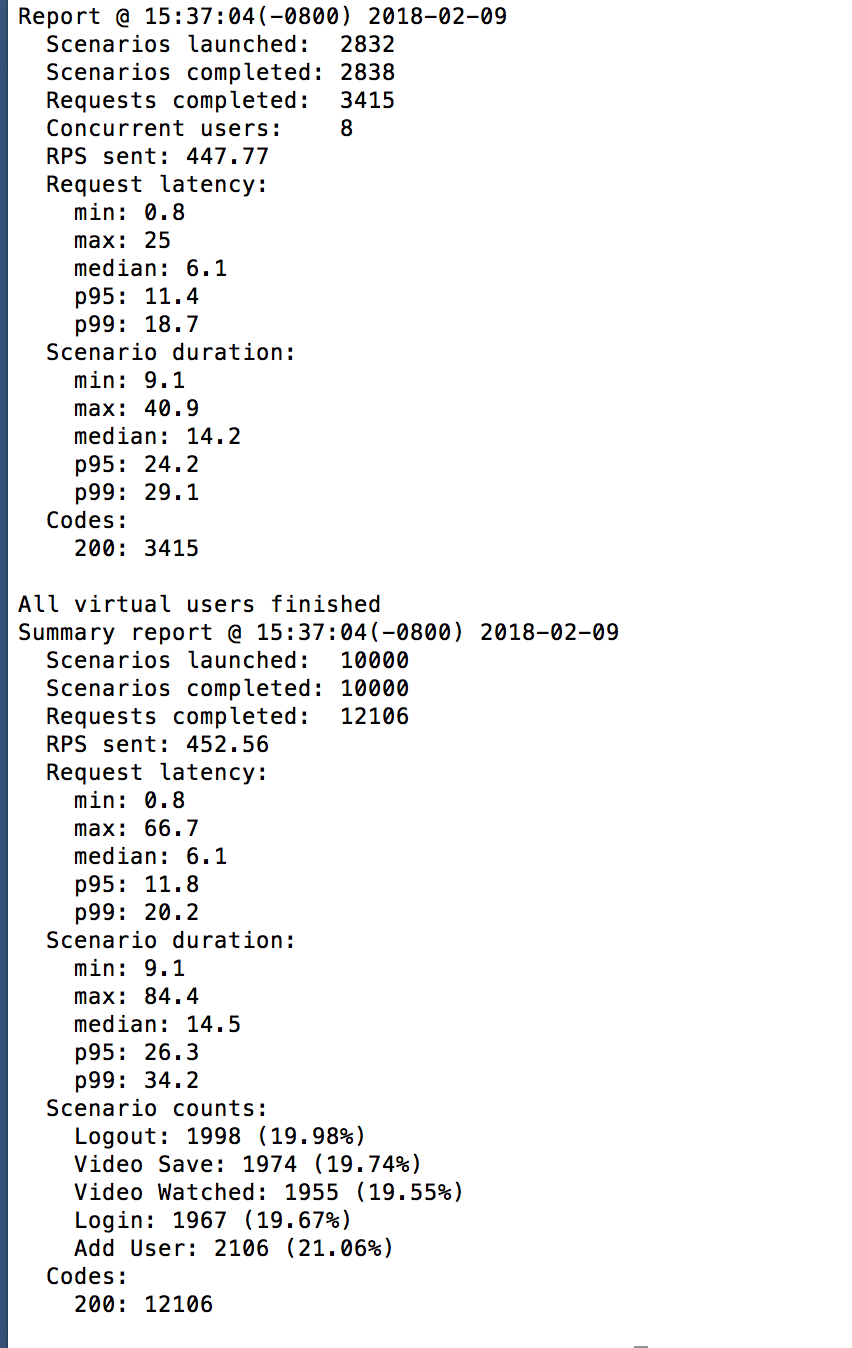 Report @ 15:37:04(-0800) 2018-02-09
Scenarios launched: 2832
Scenarios completed: 2838
Requests completed: 3415
Concurrent users: 8
RPS sent: 447.77
Request latency:
min: 0.8
max: 25
median: 6.1
p95: 11.4
p99: 18.7
Scenario duration:
min: 9.1
max: 40.9
median: 14.2
p95: 24.2
p99: 29.1
Codes:
200: 3415
All virtual users finished
Summary report @ 15:37:04(-0800) 2018-02-09
Scenarios launched: 10000
Scenarios completed: 10000
Requests completed: 12106
RPS sent: 452.56
Request latency:
min: 0.8
max: 66.7
median: 6.1
p95: 11.8
p99: 20.2
Scenario duration:
min: 9.1
max: 84.4
median: 14.5
p95: 26.3
p99: 34.2
Scenario counts:
Logout: 1998 (19.98%)
Video Save: 1974 (19.74%)
Video Watched: 1955 (19.55%)
Login: 1967 (19.67%)
Add User: 2106 (21.06%)
Codes:
200: 12106